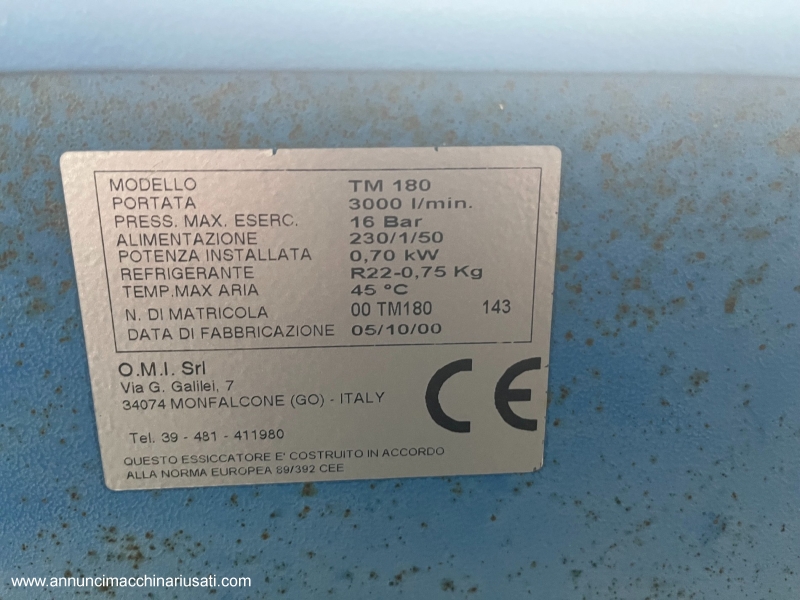 MODELLO TM 180
PORTATA 3000 l/min.
PRESS. MAX. ESERC. 16 Bar
ALIMENTAZIONE 230/1/50
POTENZA INSTALLATA 0,70 kW
REFRIGERANTE R22-0,75 Kg
TEMP.MAX ARIA 45 °C
N. DI MATRICOLA 00 TM180 143
DATA DI FABBRICAZIONE 05/10/00
O.M.I. Srl
Via G. Galilei, 7
34074 MONFALCONE (GO) - ITALY
CE
Tel. 39 - 481 - 411980
QUESTO ESSICCATORE E' COSTRUITO IN ACCORDO
ALLA NORMA EUROPEA 89/392 CEE
www.annuncimacchinariusati.com